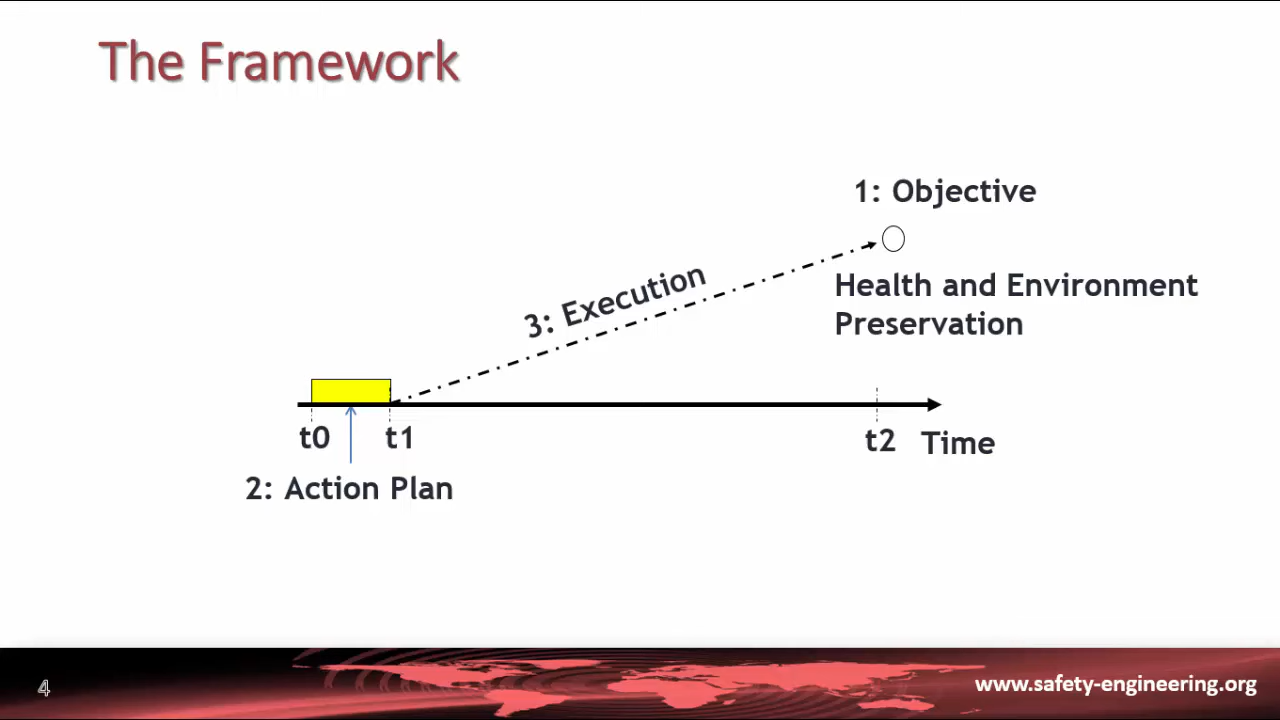 The Framework
1: Objective
3: Execution
Health and Environment
Preservation
t0
t1
t2
Time
2: Action Plan
4
www.safety-engineering.org